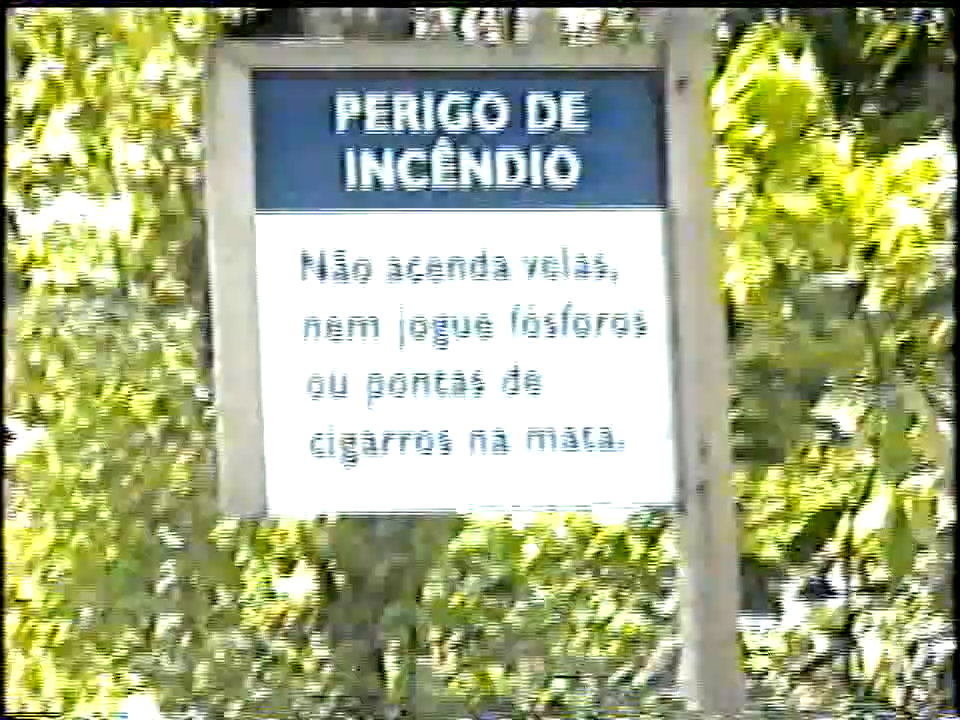 PERIGO DE
INCÊNDIO
Não acenda velas,
nem jogue fósforos
ou pontas de
cigarros na mata.